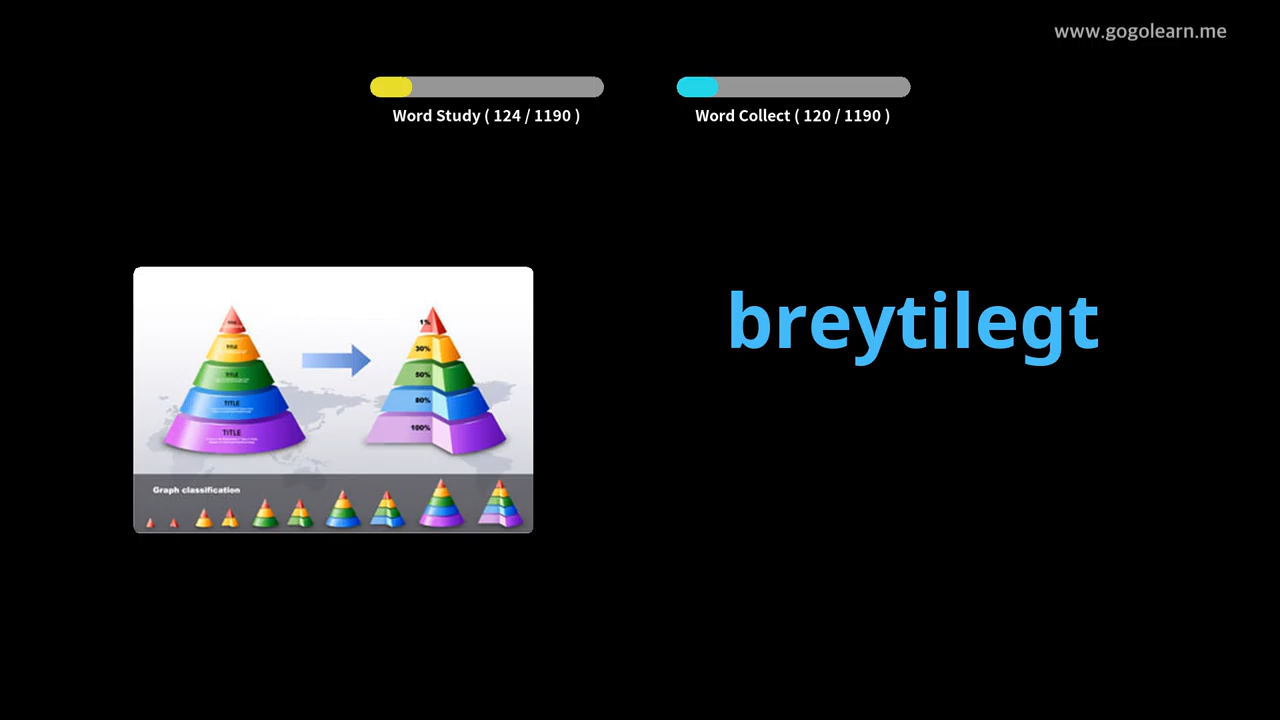 www.gogolearn.me
Word Study ( 124 / 1190 )
Word Collect ( 120 / 1190 )
breytilegt
TITLE
TITLE
TITLE
TITLE
1%
30%
50%
80%
100%
Graph classification